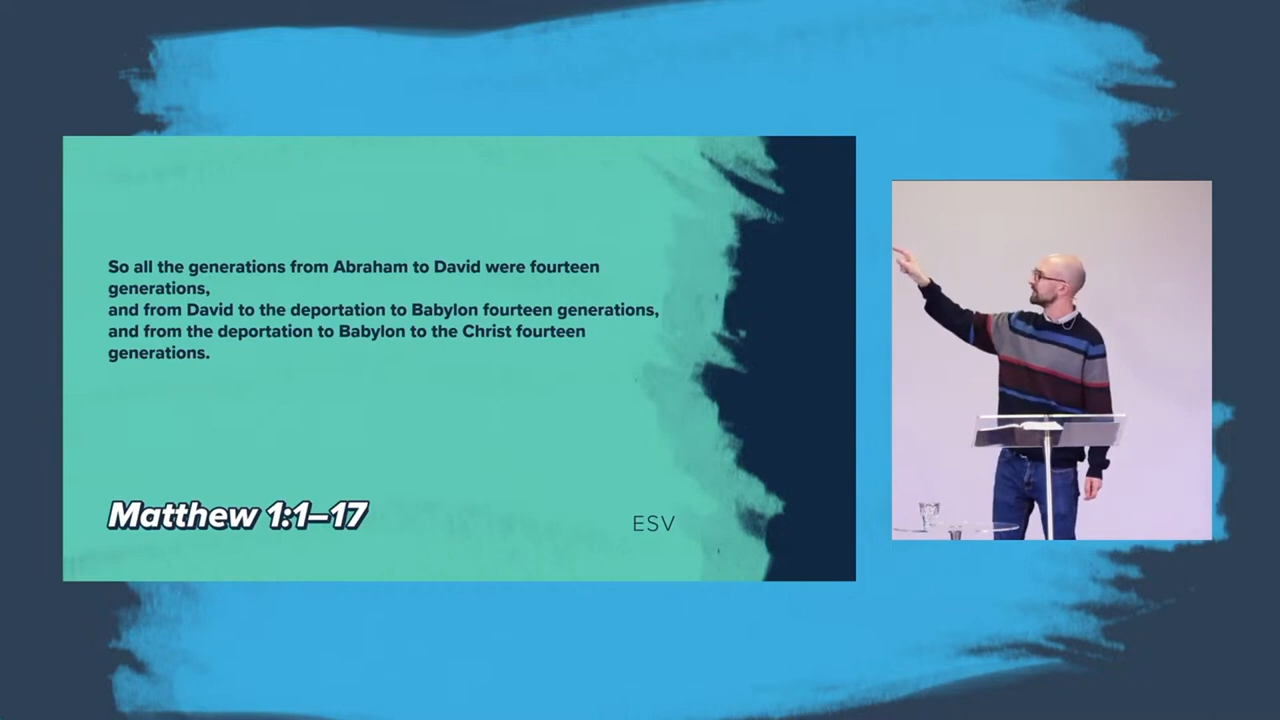 So all the generations from Abraham to David were fourteen
generations,
and from David to the deportation to Babylon fourteen generations,
and from the deportation to Babylon to the Christ fourteen
generations.
Matthew 1:1–17
ESV